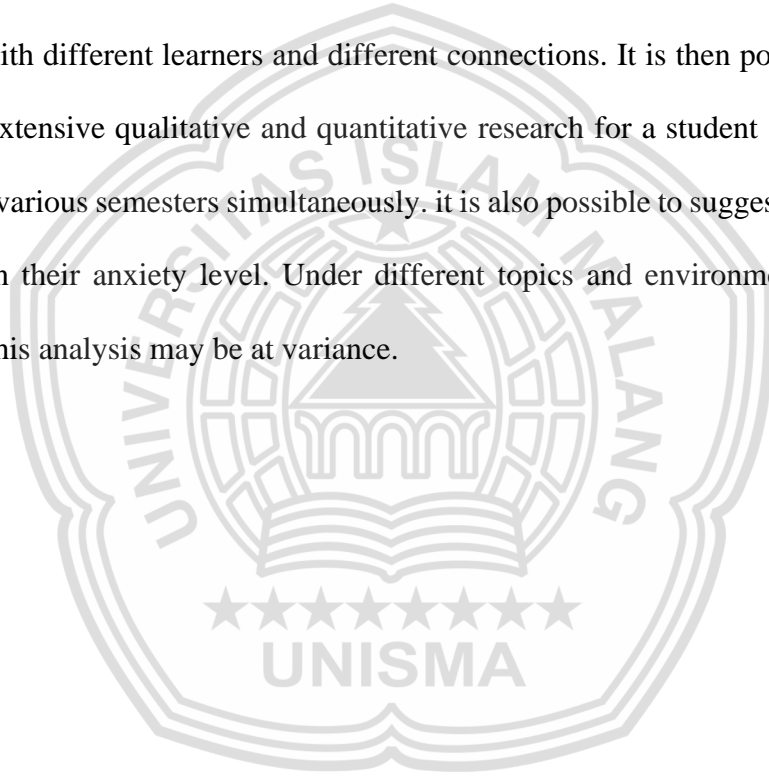 ith different learners and different connections. It is then po
xtensive qualitative and quantitative research for a student
various semesters simultaneously. it is also possible to sugges
n their anxiety level. Under different topics and environme
his analysis may be at variance.
UNIVERSITAS ISLAM MALANG
UNISMA